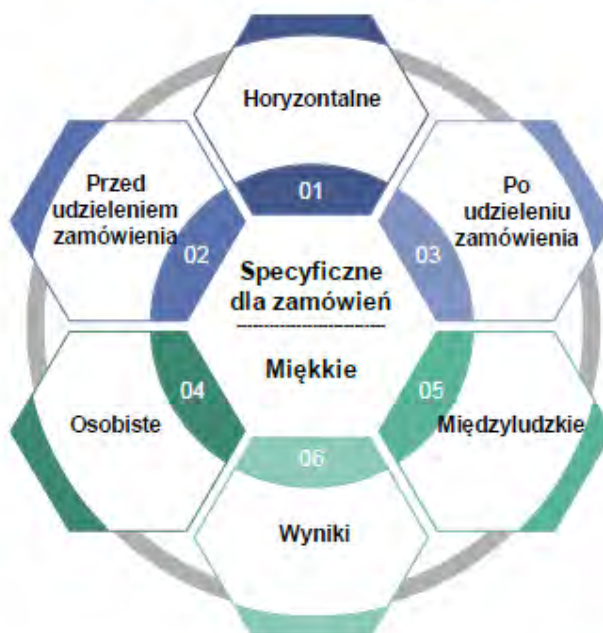 Horyzontalne
01
Przed
udzieleniem
zamówienia
02
Po
udzieleniu
zamówienia
03
Specyficzne
dla zamówień
Miękkie
04
Osobiste
05
Międzyludzkie
06
Wyniki